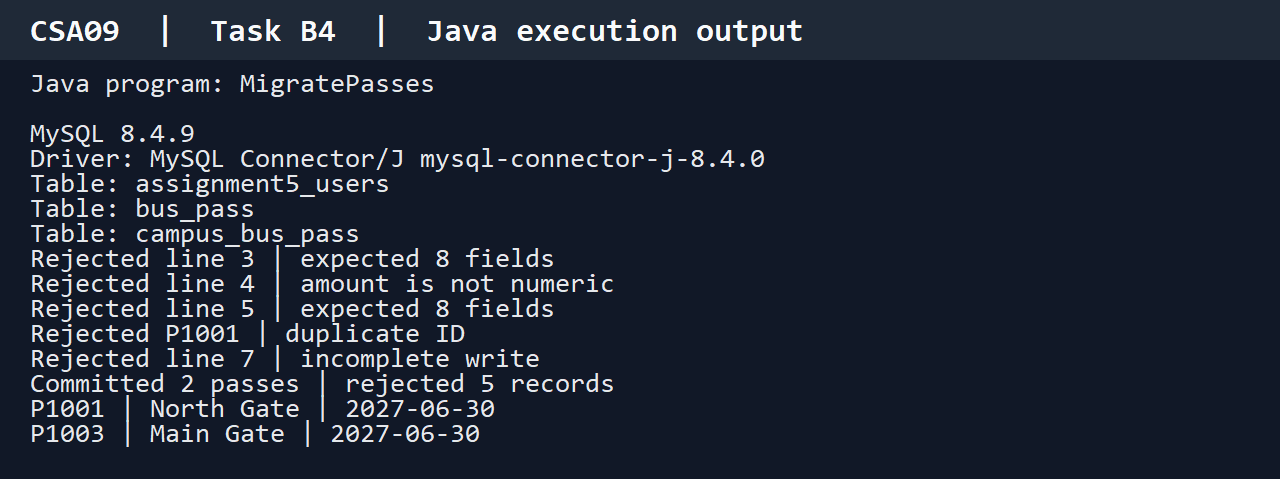 CSA09 | Task B4 | Java execution output
Java program: MigratePasses
MySQL 8.4.9
Driver: MySQL Connector/J mysql-connector-j-8.4.0
Table: assignment5_users
Table: bus_pass
Table: campus_bus_pass
Rejected line 3 | expected 8 fields
Rejected line 4 | amount is not numeric
Rejected line 5 | expected 8 fields
Rejected P1001 | duplicate ID
Rejected line 7 | incomplete write
Committed 2 passes | rejected 5 records
P1001 | North Gate | 2027-06-30
P1003 | Main Gate | 2027-06-30